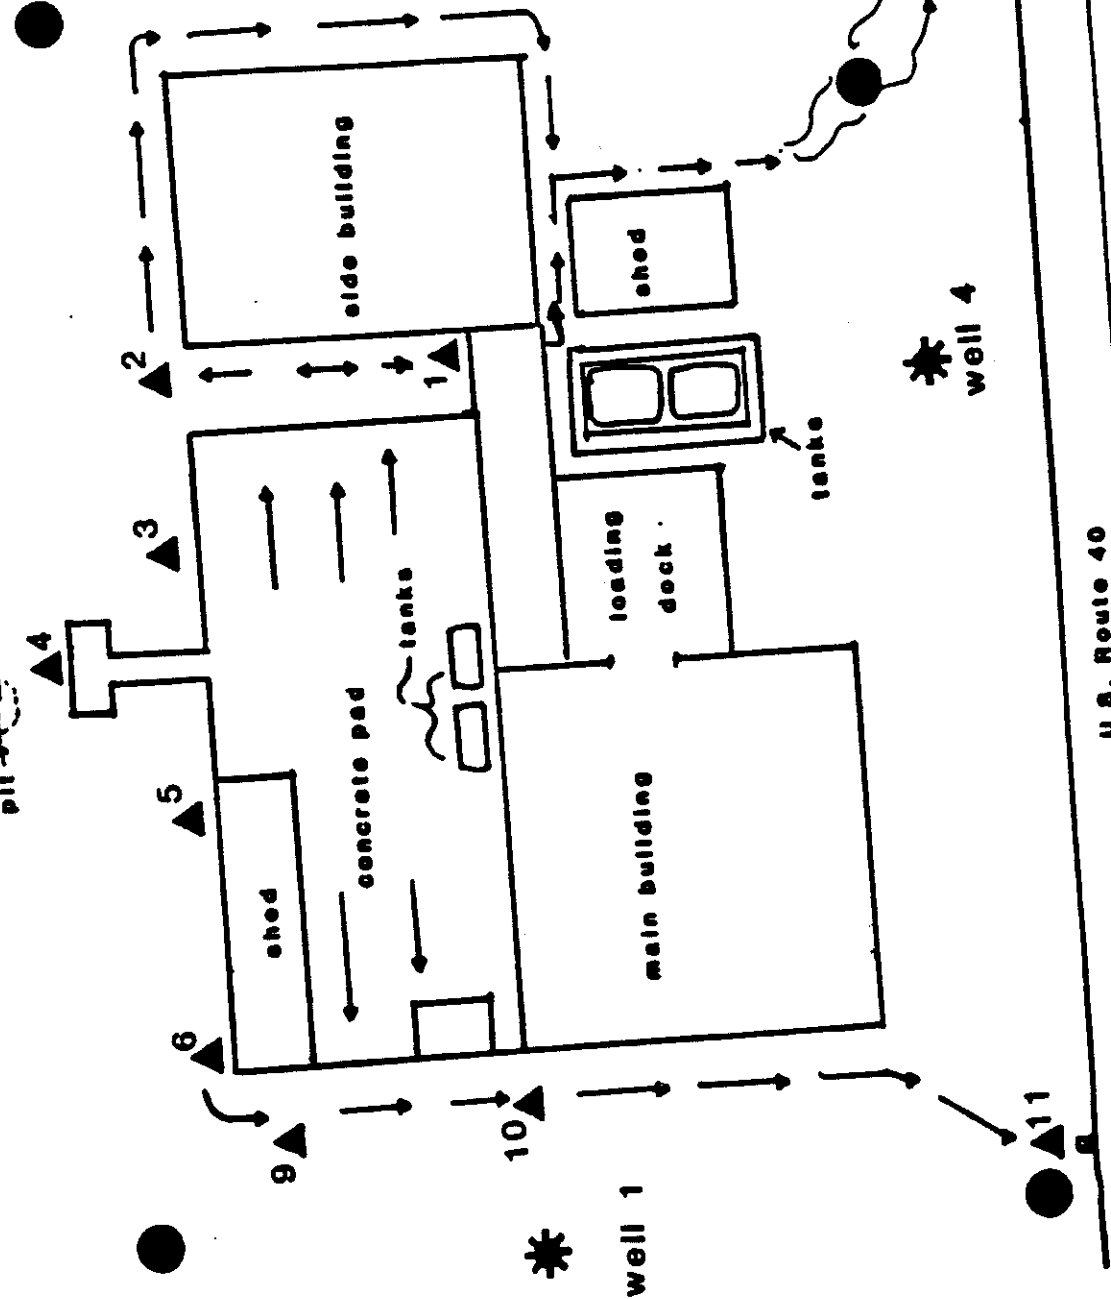 pit
4
3
2
5
6
9
10
11
1
side building
shed
tanks
well 4
loading
dock
tanks
concrete pad
shed
main building
well 1
U.S. Route 40